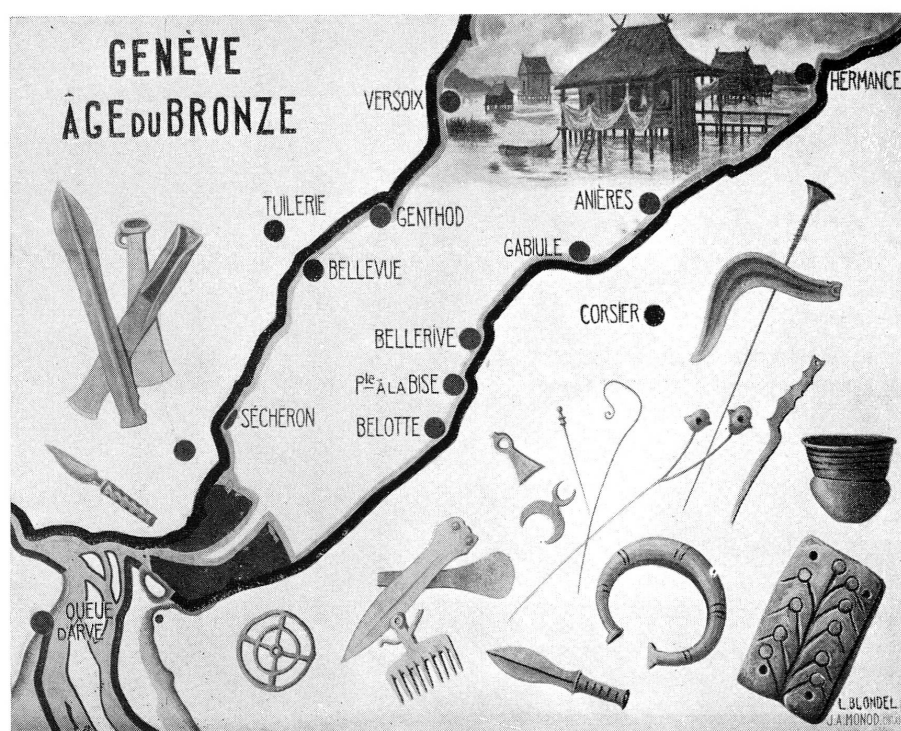 GENÈVE
ÂGE DU BRONZE
HERMANCE
VERSOIX
ANIÈRES
TUILERIE
GENTHOD
GABIULE
BELLEVUE
CORSIER
BELLERIVE
Pte À LA BISE
SÉCHERON
BELOTTE
QUEUE
D'ARVE
L. BLONDEL
J.A. MONOD